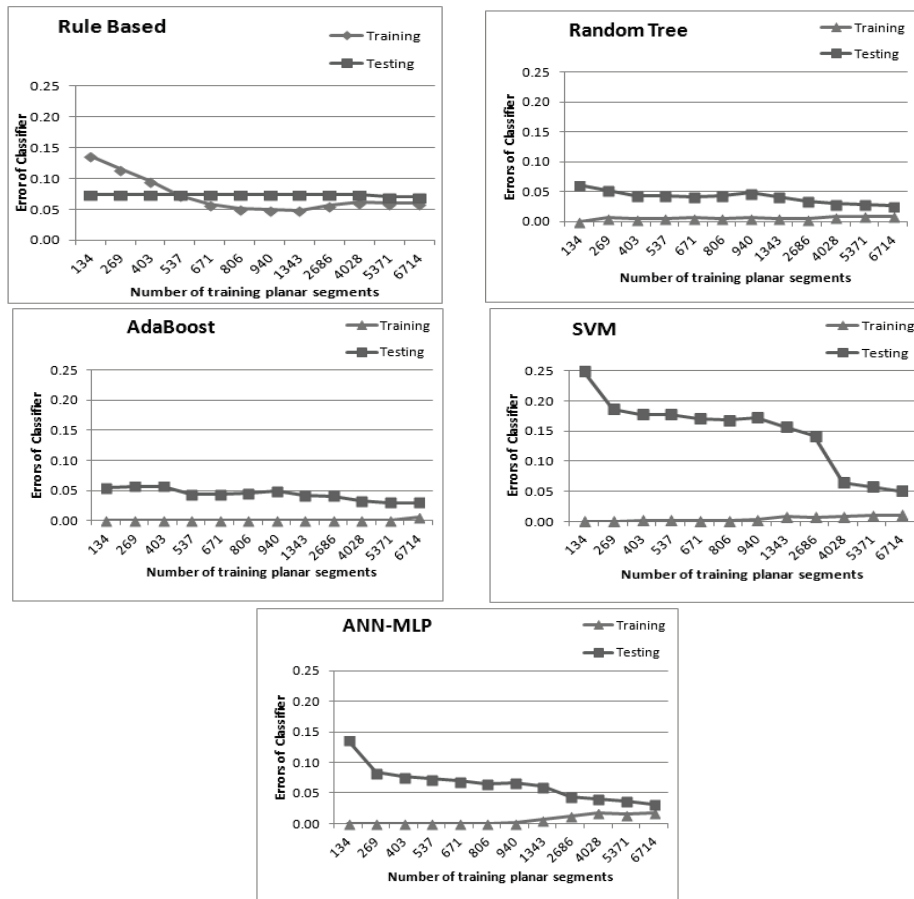 Rule Based
Training
Testing
0.25
0.20
0.15
0.10
0.05
0.00
Error of Classifier
134 269 403 537 671 806 940 1343 2686 4028 5371 6714
Number of training planar segments
Random Tree
Training
Testing
0.25
0.20
0.15
0.10
0.05
0.00
Errors of Classifier
134 269 403 537 671 806 940 1343 2686 4028 5371 6714
Number of training planar segments
AdaBoost
Training
Testing
0.25
0.20
0.15
0.10
0.05
0.00
Errors of Classifier
134 269 403 537 671 806 940 1343 2686 4028 5371 6714
Number of training planar segments
SVM
Training
Testing
0.25
0.20
0.15
0.10
0.05
0.00
Errors of Classifier
134 269 403 537 671 806 940 1343 2686 4028 5371 6714
Number of training planar segments
ANN-MLP
Training
Testing
0.25
0.20
0.15
0.10
0.05
0.00
Errors of Classifier
134 269 403 537 671 806 940 1343 2686 4028 5371 6714
Number of training planar segments